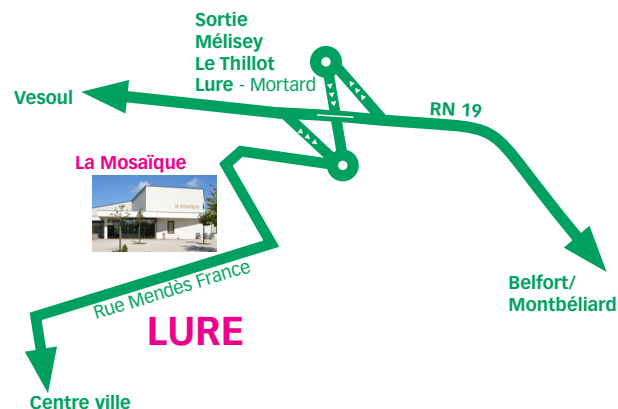 Sortie
Mélisey
Le Thillot
Lure - Mortard
Vesoul
RN 19
La Mosaïque
la mosaïque
Belfort/
Montbéliard
Rue Mendès France
LURE
Centre ville